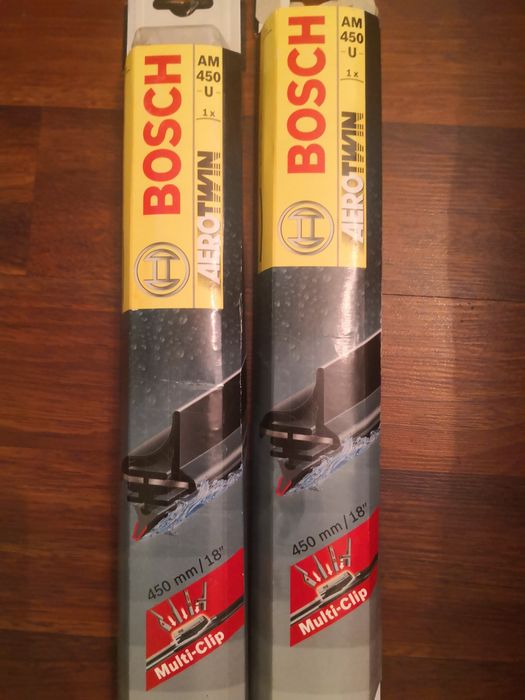 BOSCH
AM
450
U
1x
AEROTWIN
450 mm/18"
Multi-Clip
BOSCH
AM
450
U
1x
AEROTWIN
450 mm/18"
Multi-Clip